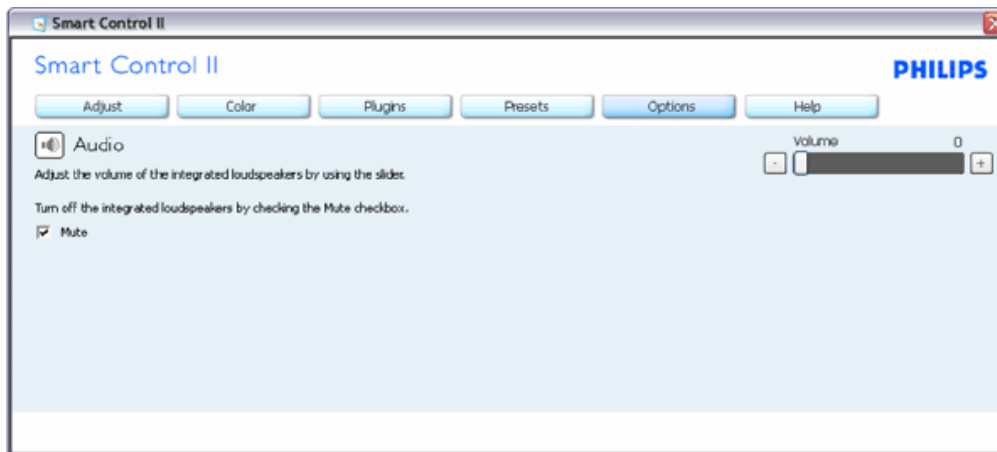 Smart Control II
Smart Control II
PHILIPS
Adjust Color Plugins Presets Options Help
Audio
Volume 0
- +
Adjust the volume of the integrated loudspeakers by using the slider.
Turn off the integrated loudspeakers by checking the Mute checkbox.
Mute